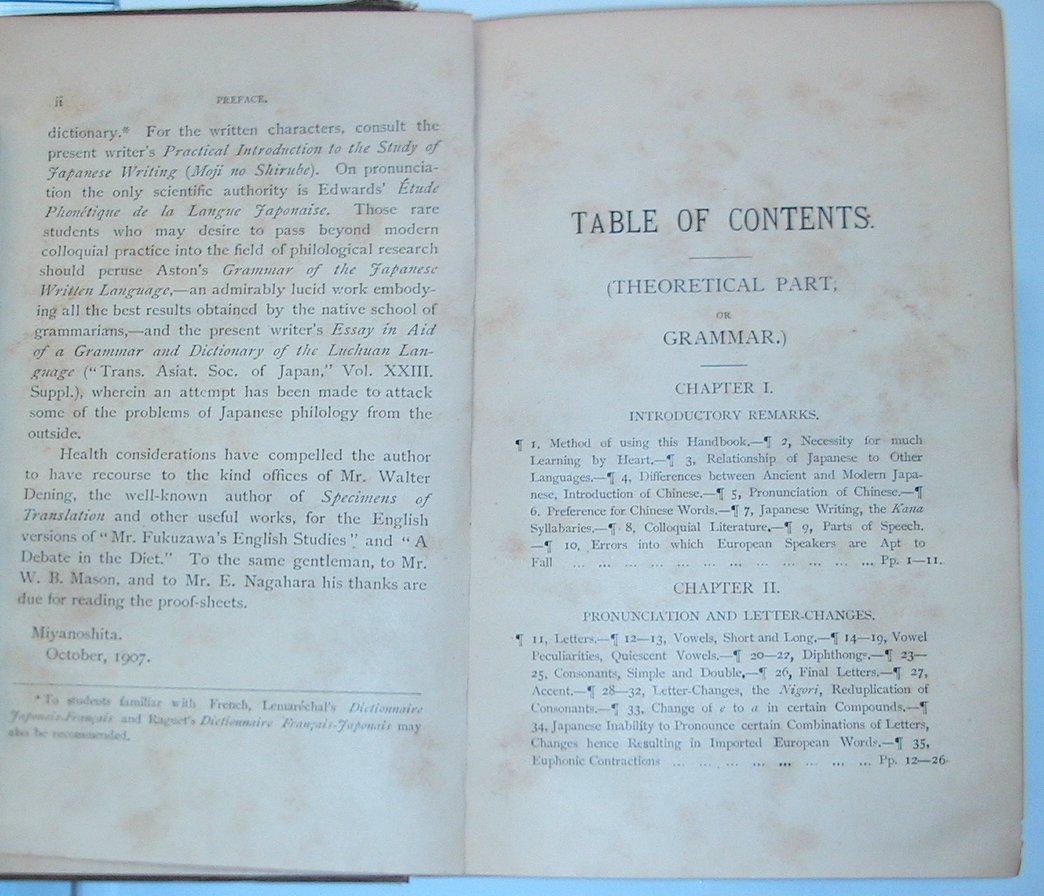 ii PREFACE.
dictionary.* For the written characters, consult the
present writer's Practical Introduction to the Study of
Japanese Writing (Moji no Shirube). On pronuncia-
tion the only scientific authority is Edwards' Étude
Phonétique de la Langue Japonaise. Those rare
students who may desire to pass beyond modern
colloquial practice into the field of philological research
should peruse Aston's Grammar of the Japanese
Written Language,—an admirably lucid work embody-
ing all the best results obtained by the native school of
grammarians,—and the present writer's Essay in Aid
of a Grammar and Dictionary of the Luchuan Lan-
guage ("Trans. Asiat. Soc. of Japan," Vol. XXIII.
Suppl.), wherein an attempt has been made to attack
some of the problems of Japanese philology from the
outside.
Health considerations have compelled the author
to have recourse to the kind offices of Mr. Walter
Dening, the well-known author of Specimens of
Translation and other useful works, for the English
versions of "Mr. Fukuzawa's English Studies" and "A
Debate in the Diet." To the same gentleman, to Mr.
W. B. Mason, and to Mr. E. Nagahara his thanks are
due for reading the proof-sheets.
Miyanoshita.
October, 1907.
* To students familiar with French, Lemaréchal's Dictionnaire
Japonais-Français and Raguet's Dictionnaire Français-Japonais may
also be recommended.
TABLE OF CONTENTS.
(THEORETICAL PART,
OR
GRAMMAR.)
CHAPTER I.
INTRODUCTORY REMARKS.
¶ 1. Method of using this Handbook.—¶ 2, Necessity for much
Learning by Heart.—¶ 3, Relationship of Japanese to Other
Languages.—¶ 4, Differences between Ancient and Modern Japa-
nese, Introduction of Chinese.—¶ 5, Pronunciation of Chinese.—¶
6. Preference for Chinese Words.—¶ 7, Japanese Writing, the Kana
Syllabaries.—¶ 8, Colloquial Literature.—¶ 9, Parts of Speech.
—¶ 10, Errors into which European Speakers are Apt to
Fall ... ... ... ... ... ... ... ... ... ... ... ... Pp. 1—11.
CHAPTER II.
PRONUNCIATION AND LETTER-CHANGES.
¶ 11, Letters.—¶ 12—13, Vowels, Short and Long.—¶ 14—19, Vowel
Peculiarities, Quiescent Vowels.—¶ 20—22, Diphthongs.—¶ 23—
25, Consonants, Simple and Double.—¶ 26, Final Letters.—¶ 27,
Accent.—¶ 28—32, Letter-Changes, the Nigori, Reduplication of
Consonants.—¶ 33, Change of e to a in certain Compounds.—¶
34, Japanese Inability to Pronounce certain Combinations of Letters,
Changes hence Resulting in Imported European Words.—¶ 35,
Euphonic Contractions ... ... ... ... ... ... ... ... Pp. 12—26